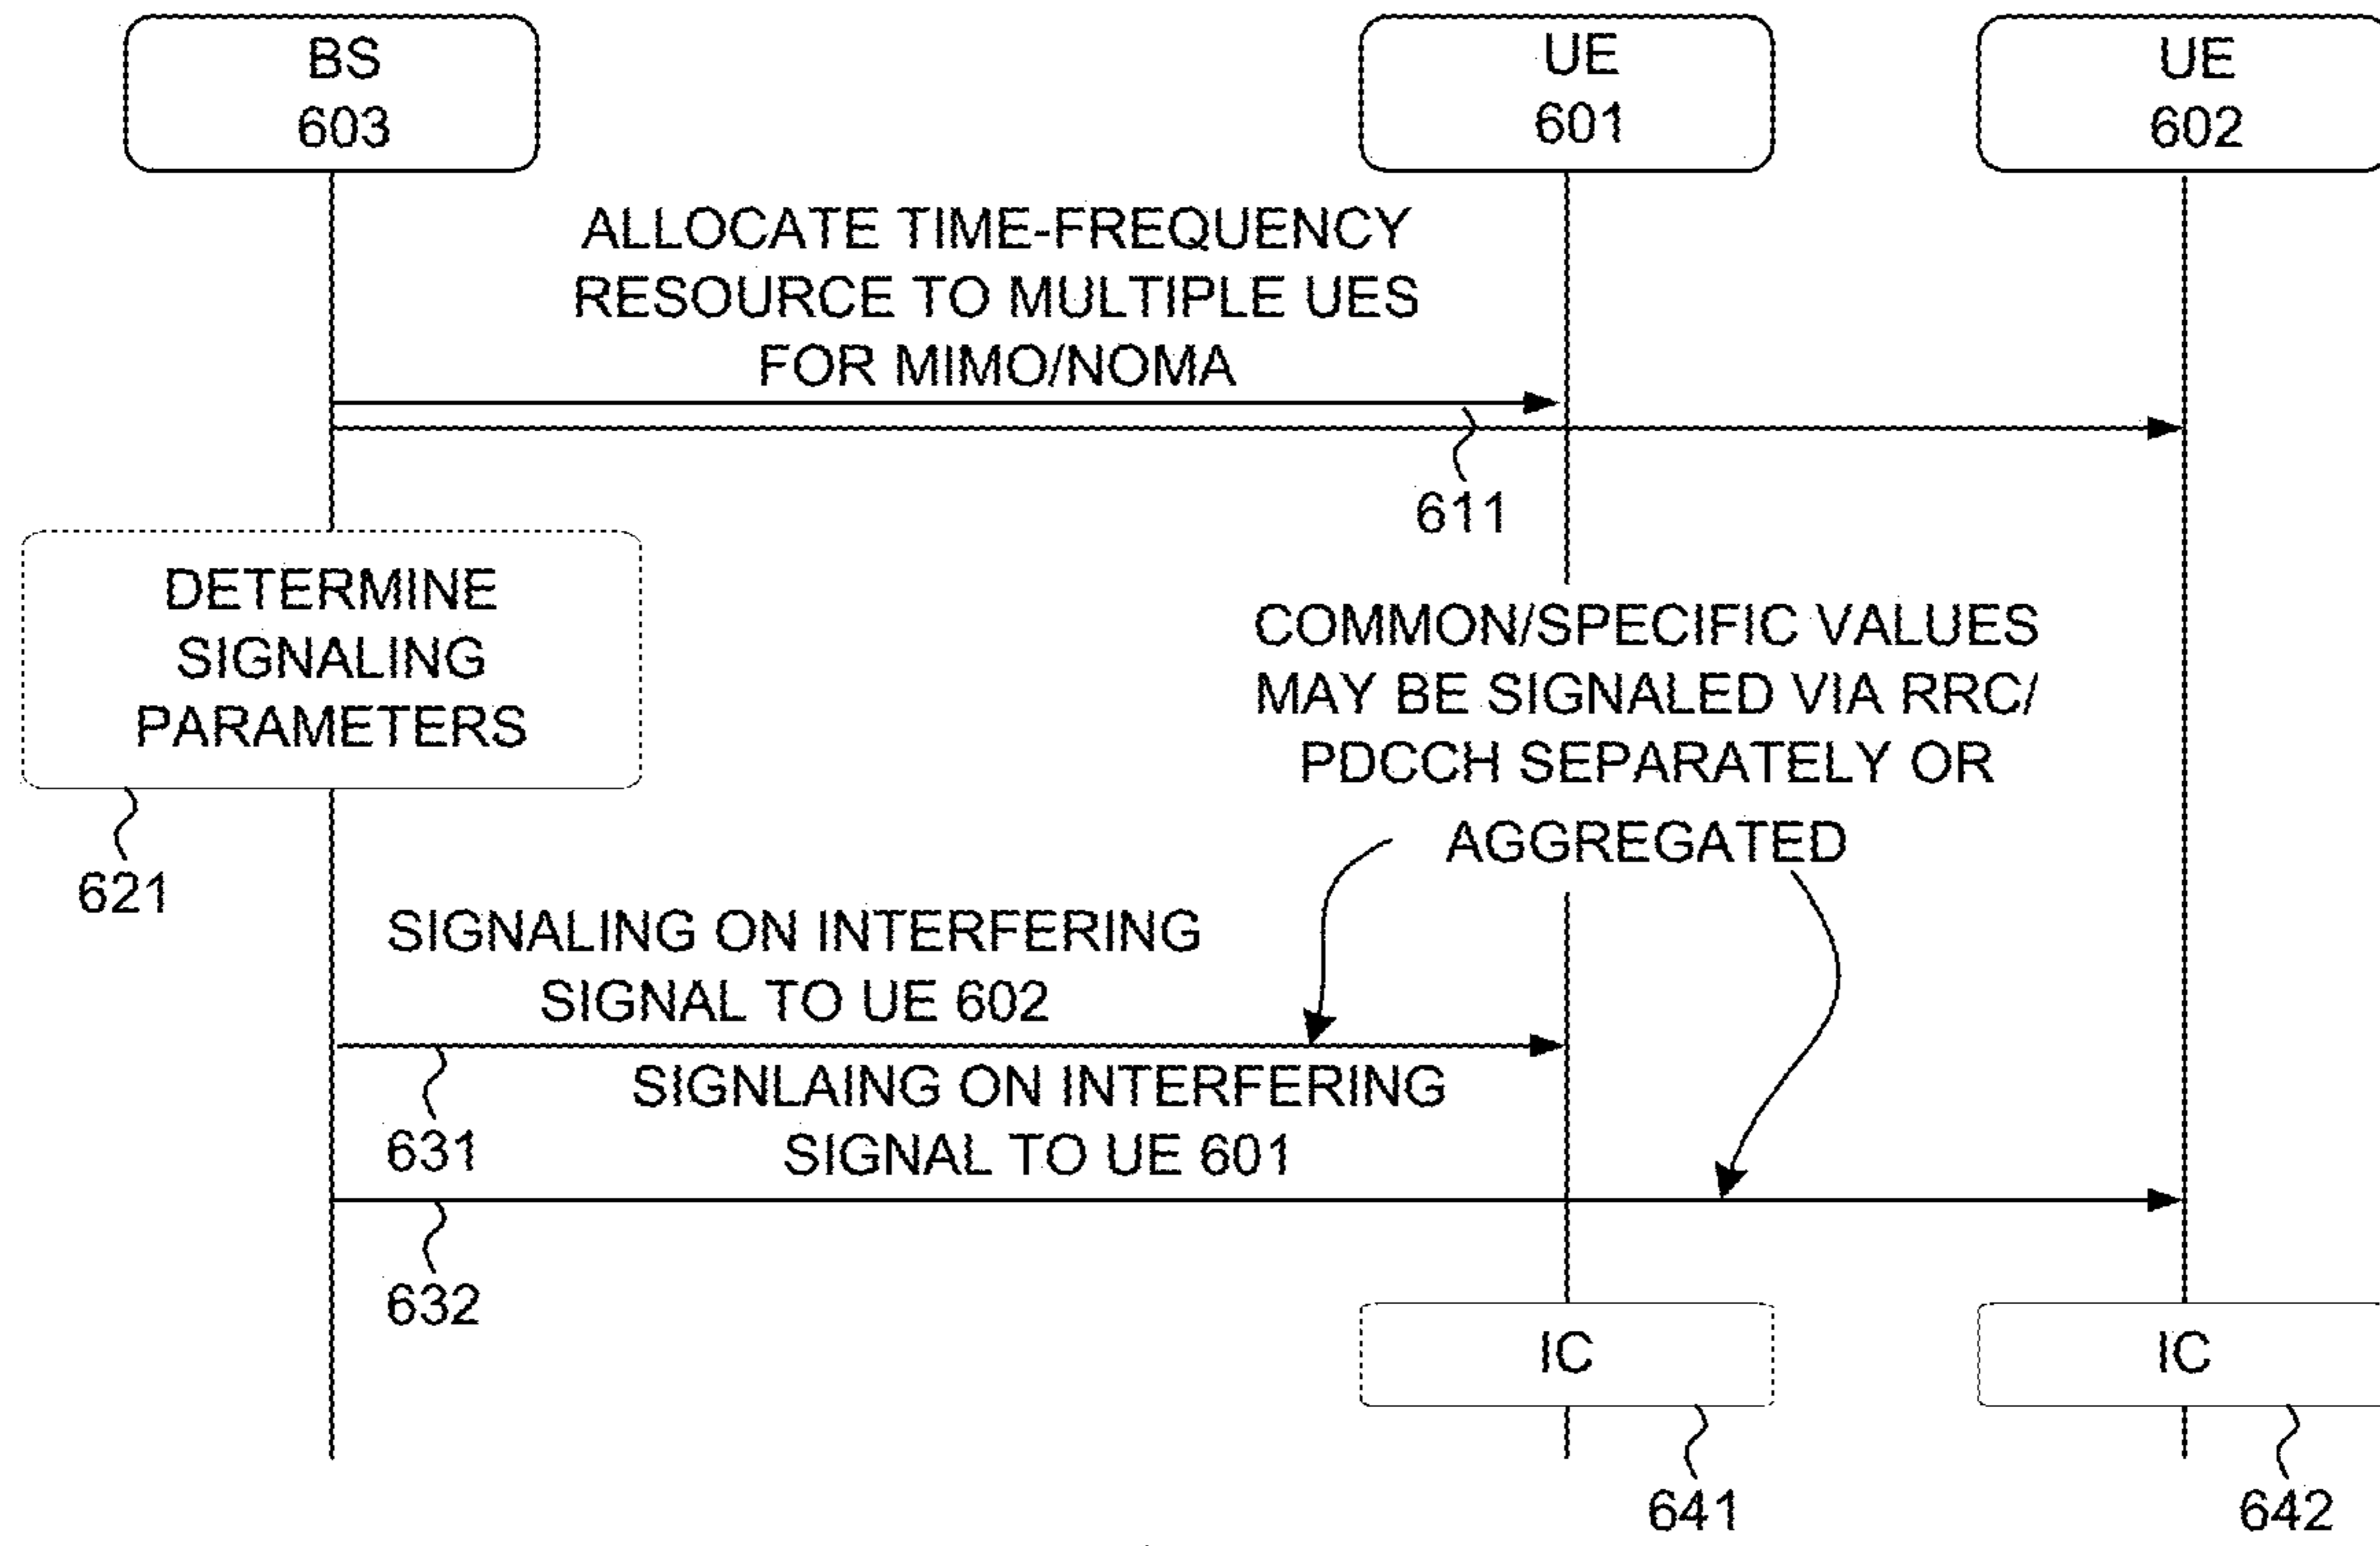 BS
603
UE
601
UE
602
ALLOCATE TIME-FREQUENCY
RESOURCE TO MULTIPLE UES
FOR MIMO/NOMA
611
DETERMINE
SIGNALING
PARAMETERS
621
COMMON/SPECIFIC VALUES
MAY BE SIGNALED VIA RRC/
PDCCH SEPARATELY OR
AGGREGATED
SIGNALING ON INTERFERING
SIGNAL TO UE 602
631
SIGNLAING ON INTERFERING
SIGNAL TO UE 601
632
IC
641
IC
642